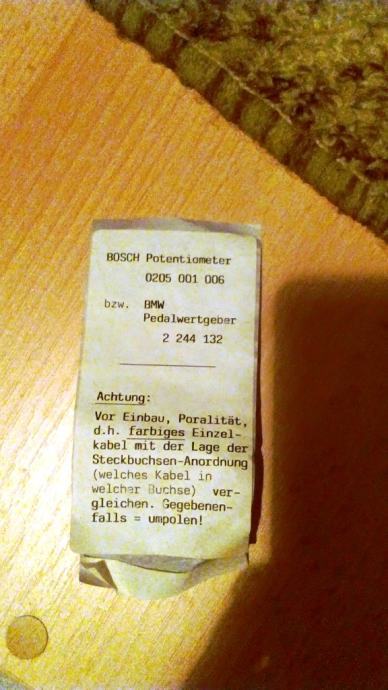 BOSCH Potentiometer
0205 001 006
bzw. BMW
Pedalwertgeber
2 244 132
Achtung:
Vor Einbau, Poralität,
d.h. farbiges Einzel-
kabel mit der Lage der
Steckbuchsen-Anordnung
(welches Kabel in
welcher Buchse) ver-
gleichen. Gegebenen-
falls = umpolen!